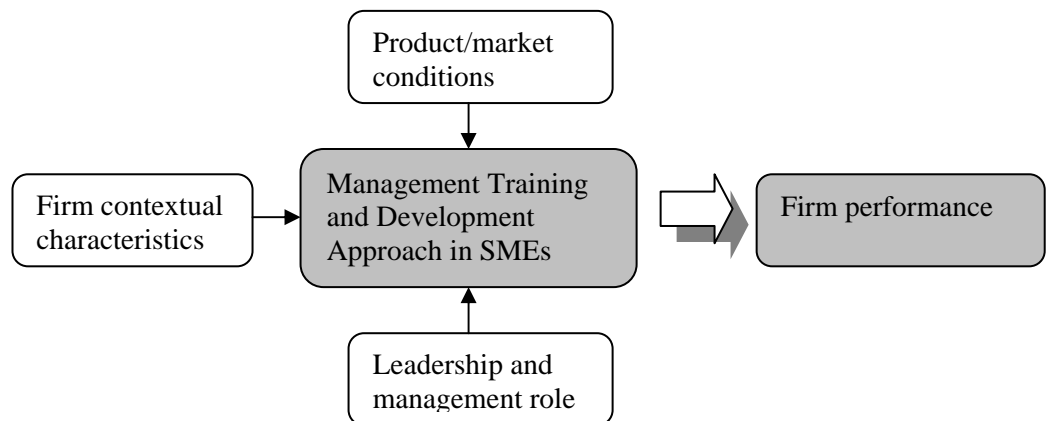 Product/market
conditions
Firm contextual
characteristics
Management Training
and Development
Approach in SMEs
Firm performance
Leadership and
management role